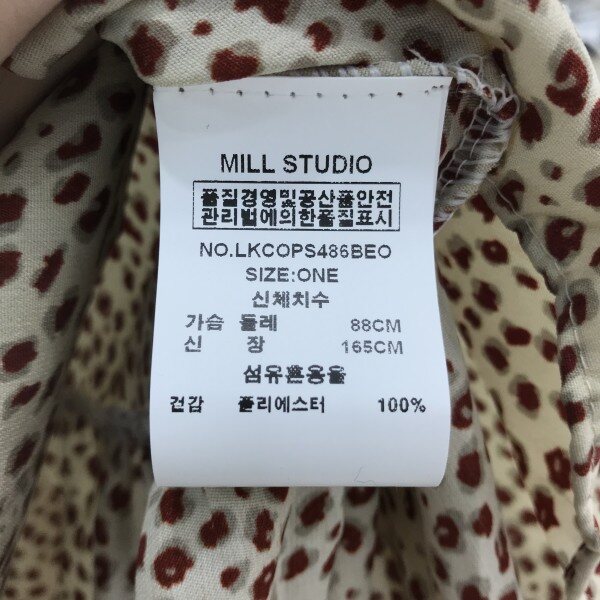 MILL STUDIO
품질경영및공산품안전
관리법에의한품질표시
NO.LKCOPS486BEO
SIZE:ONE
신체치수
가슴 둘레 88CM
신 장 165CM
섬유혼용율
겉감 폴리에스터 100%